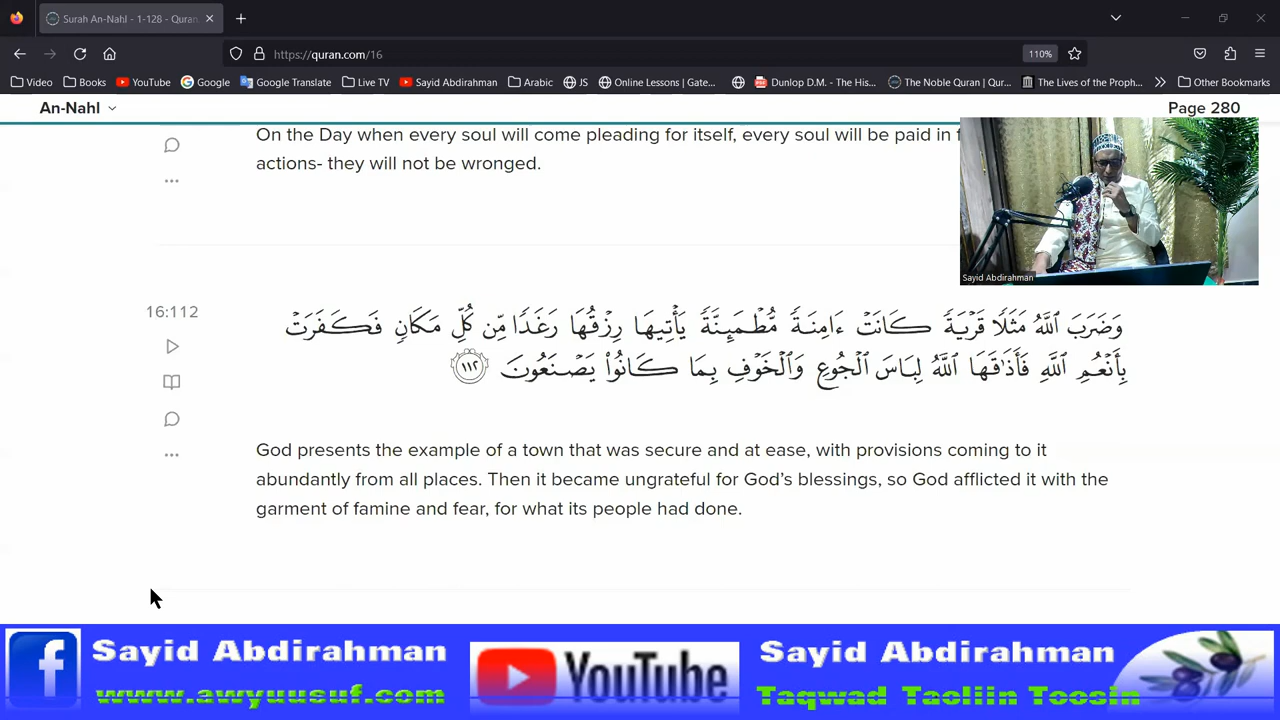 Surah An-Nahl - 1-128 - Quran
https://quran.com/16
110%
Video Books YouTube Google Google Translate Live TV Sayid Abdirahman Arabic JS Online Lessons | Gate... Dunlop D.M. - The His... The Noble Quran | Qur... The Lives of the Proph... Other Bookmarks
An-Nahl
Page 280
On the Day when every soul will come pleading for itself, every soul will be paid in f
actions- they will not be wronged.
Sayid Abdirahman
16:112
وَضَرَبَ ٱللَّهُ مَثَلًا قَرْيَةً كَانَتْ ءَامِنَةً مُّطْمَئِنَّةً يَأْتِيهَا رِزْقُهَا رَغَدًا مِّن كُلِّ مَكَانٍ فَكَفَرَتْ
بِأَنْعُمِ ٱللَّهِ فَأَذَٰقَهَا ٱللَّهُ لِبَاسَ ٱلْجُوعِ وَٱلْخَوْفِ بِمَا كَانُوا۟ يَصْنَعُونَ ١١٢
God presents the example of a town that was secure and at ease, with provisions coming to it
abundantly from all places. Then it became ungrateful for God’s blessings, so God afflicted it with the
garment of famine and fear, for what its people had done.
f
Sayid Abdirahman
www.awyuusuf.com
YouTube
Sayid Abdirahman
Taqwad Taoliin Toosin